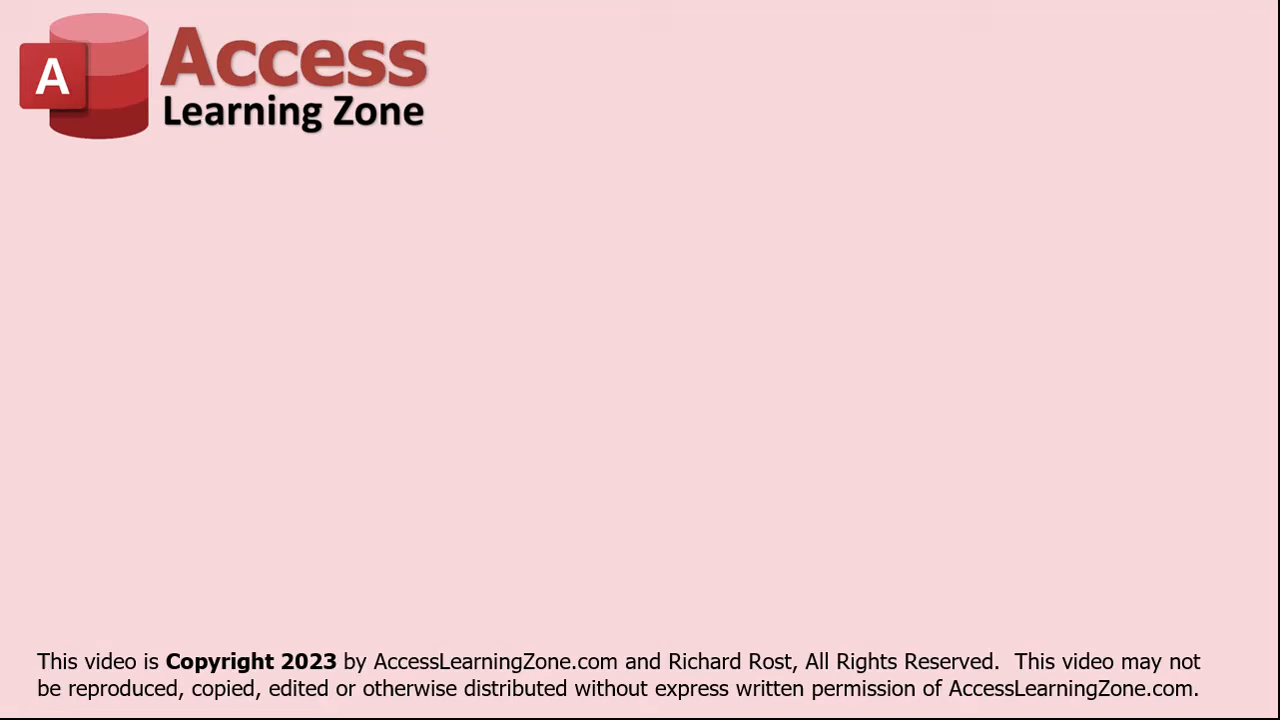 A
Access
Learning Zone
This video is Copyright 2023 by AccessLearningZone.com and Richard Rost, All Rights Reserved.  This video may not
be reproduced, copied, edited or otherwise distributed without express written permission of AccessLearningZone.com.